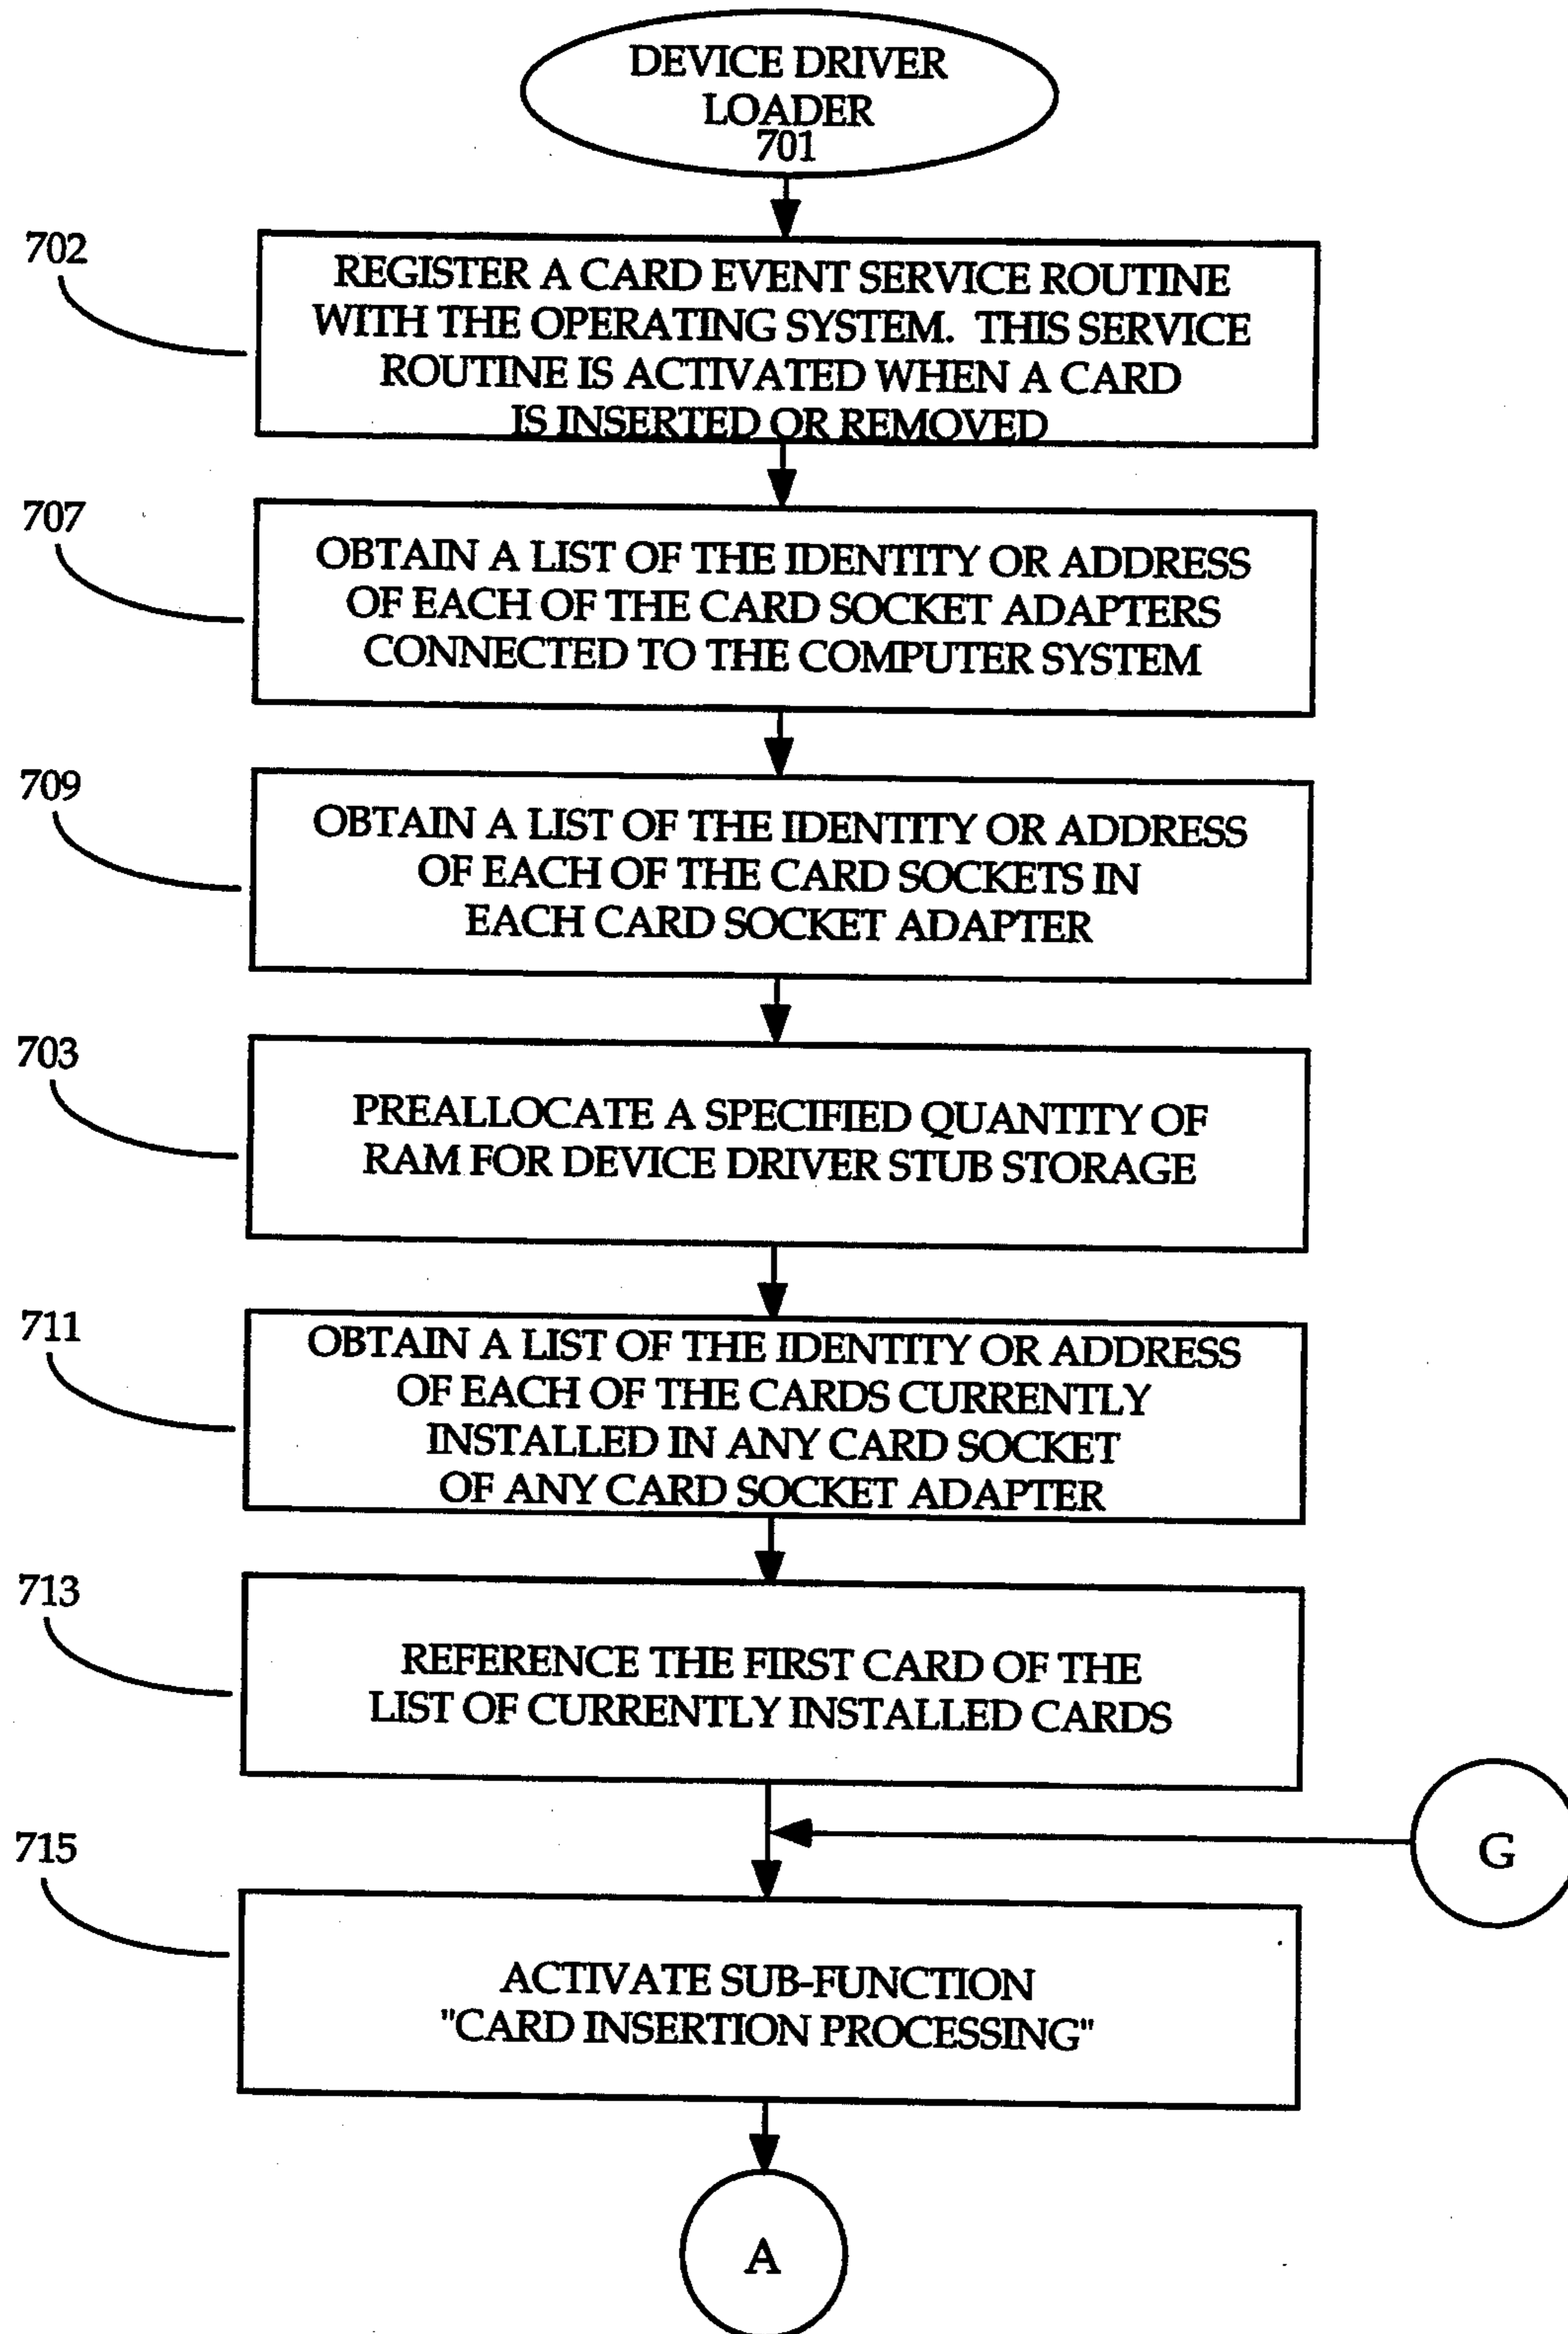 DEVICE DRIVER
LOADER
701
702
REGISTER A CARD EVENT SERVICE ROUTINE
WITH THE OPERATING SYSTEM. THIS SERVICE
ROUTINE IS ACTIVATED WHEN A CARD
IS INSERTED OR REMOVED
707
OBTAIN A LIST OF THE IDENTITY OR ADDRESS
OF EACH OF THE CARD SOCKET ADAPTERS
CONNECTED TO THE COMPUTER SYSTEM
709
OBTAIN A LIST OF THE IDENTITY OR ADDRESS
OF EACH OF THE CARD SOCKETS IN
EACH CARD SOCKET ADAPTER
703
PREALLOCATE A SPECIFIED QUANTITY OF
RAM FOR DEVICE DRIVER STUB STORAGE
711
OBTAIN A LIST OF THE IDENTITY OR ADDRESS
OF EACH OF THE CARDS CURRENTLY
INSTALLED IN ANY CARD SOCKET
OF ANY CARD SOCKET ADAPTER
713
REFERENCE THE FIRST CARD OF THE
LIST OF CURRENTLY INSTALLED CARDS
G
715
ACTIVATE SUB-FUNCTION
"CARD INSERTION PROCESSING"
A